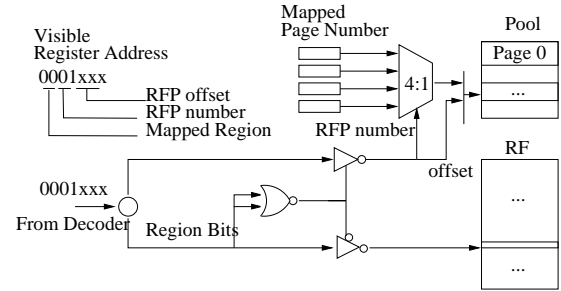 Visible
Register Address
0001xxx
RFP offset
RFP number
Mapped Region
Mapped
Page Number
4:1
RFP number
Pool
Page 0
...
offset
RF
...
...
0001xxx
From Decoder
Region Bits